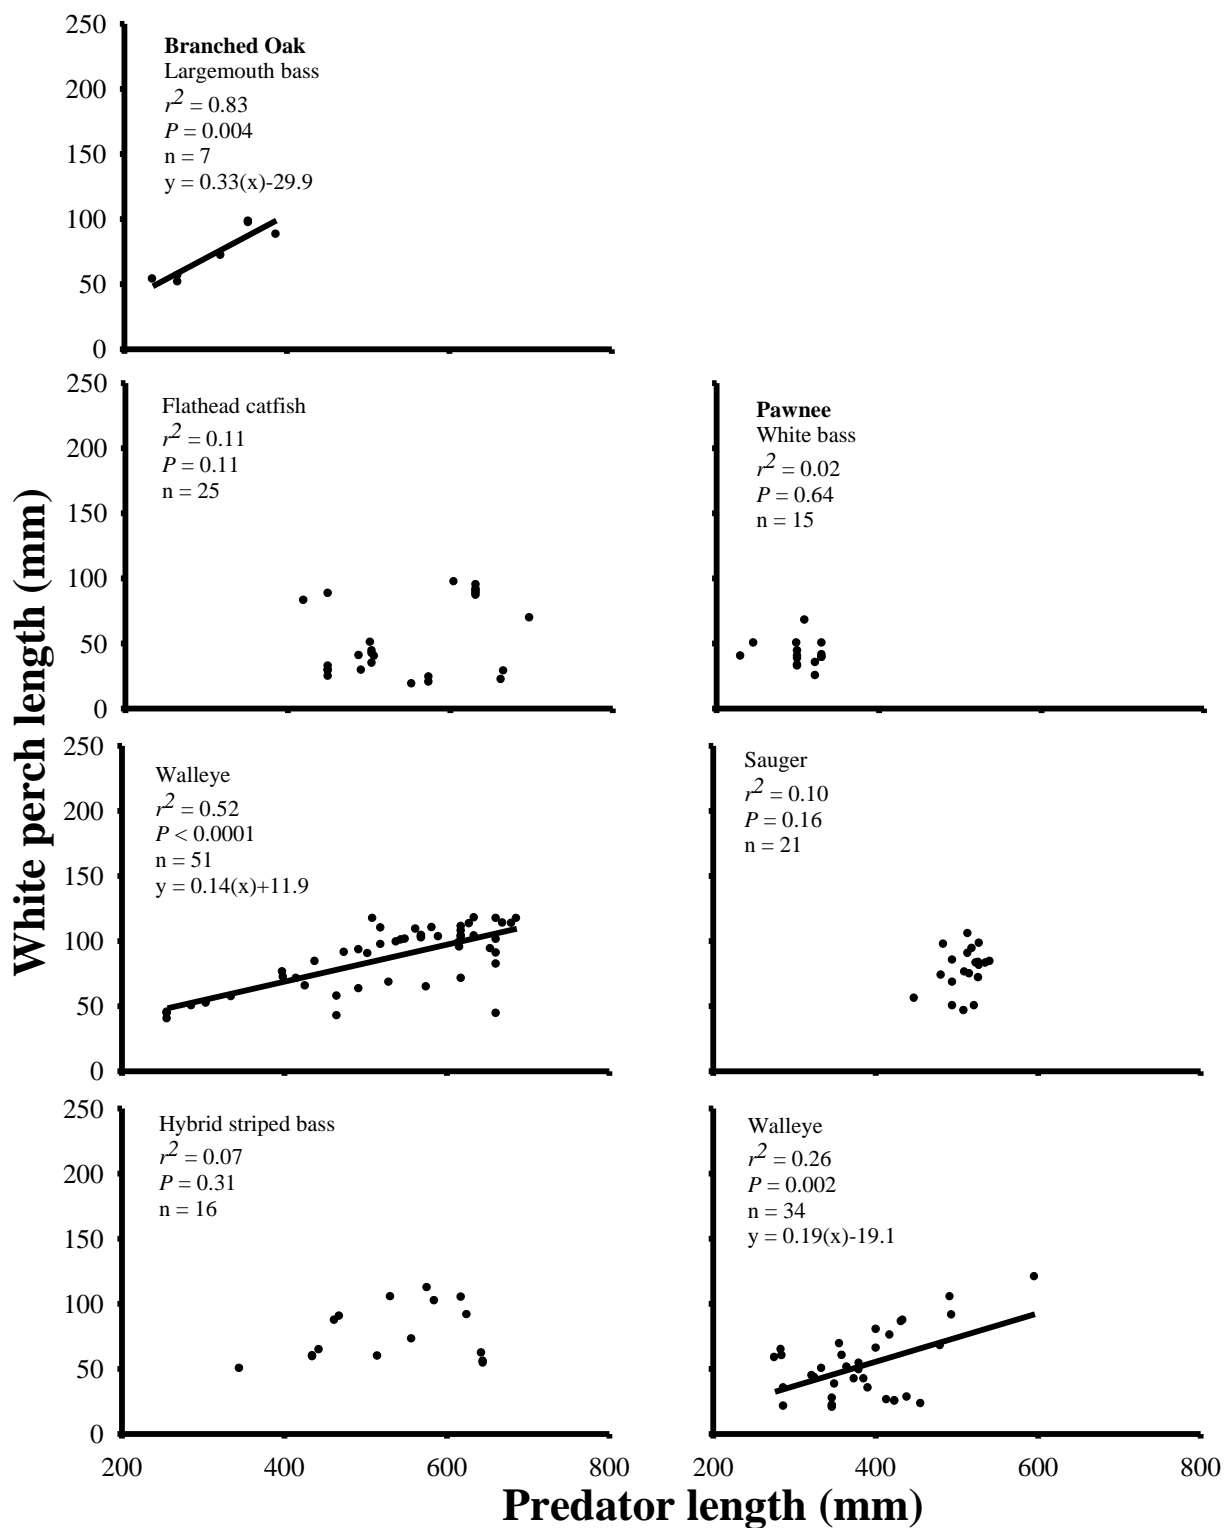 White perch length (mm)
250
200
150
100
50
0
Branched Oak
Largemouth bass
r² = 0.83
P = 0.004
n = 7
y = 0.33(x)-29.9
250
200
150
100
50
0
Flathead catfish
r² = 0.11
P = 0.11
n = 25
Pawnee
White bass
r² = 0.02
P = 0.64
n = 15
250
200
150
100
50
0
Walleye
r² = 0.52
P < 0.0001
n = 51
y = 0.14(x)+11.9
Sauger
r² = 0.10
P = 0.16
n = 21
250
200
150
100
50
0
Hybrid striped bass
r² = 0.07
P = 0.31
n = 16
Walleye
r² = 0.26
P = 0.002
n = 34
y = 0.19(x)-19.1
200 400 600 800 200 400 600 800
Predator length (mm)